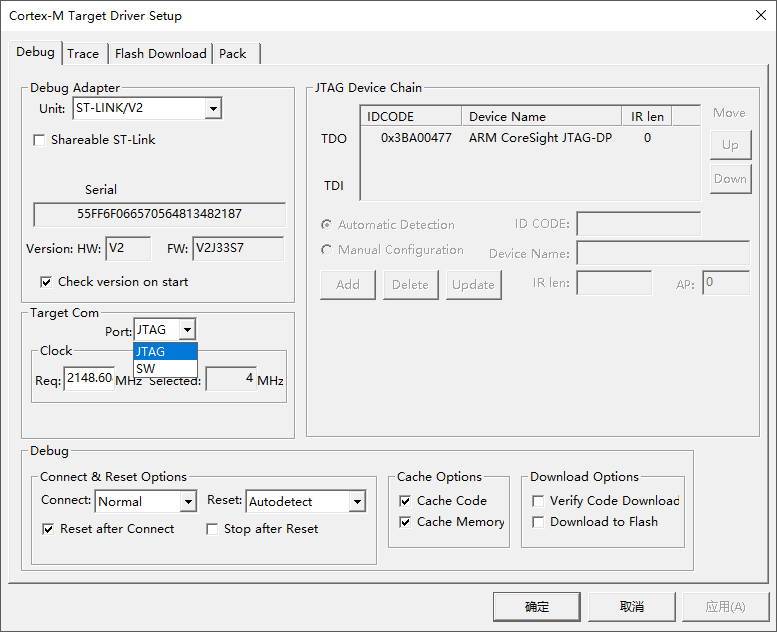 Cortex-M Target Driver Setup
Debug
Trace
Flash Download
Pack
Debug Adapter
Unit: ST-LINK/V2
Shareable ST-Link
Serial
55FF6F066570564813482187
Version: HW: V2 FW: V2J33S7
Check version on start
Target Com
Port: JTAG
JTAG
SW
Clock
Req: 2148.60 MHz Selected: 4 MHz
JTAG Device Chain
IDCODE Device Name IR len
TDO 0x3BA00477 ARM CoreSight JTAG-DP 0
TDI
Move
Up
Down
Automatic Detection
Manual Configuration
ID CODE:
Device Name:
Add Delete Update
IR len: AP: 0
Debug
Connect & Reset Options
Connect: Normal Reset: Autodetect
Reset after Connect Stop after Reset
Cache Options
Cache Code
Cache Memory
Download Options
Verify Code Download
Download to Flash
确定 取消 应用(A)